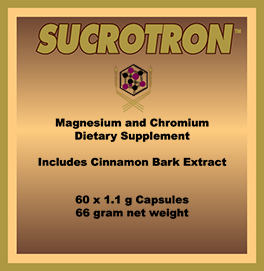 SUCROTRON™
Magnesium and Chromium
Dietary Supplement
Includes Cinnamon Bark Extract
60 x 1.1 g Capsules
66 gram net weight